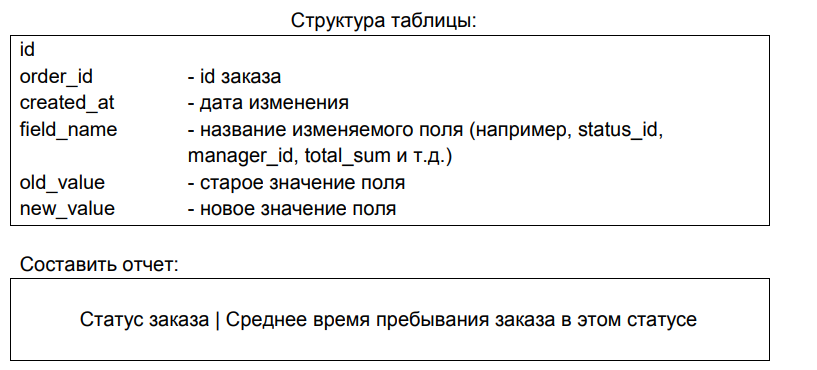 Структура таблицы:
id
order_id - id заказа
created_at - дата изменения
field_name - название изменяемого поля (например, status_id,
manager_id, total_sum и т.д.)
old_value - старое значение поля
new_value - новое значение поля
Составить отчет:
Статус заказа | Среднее время пребывания заказа в этом статусе